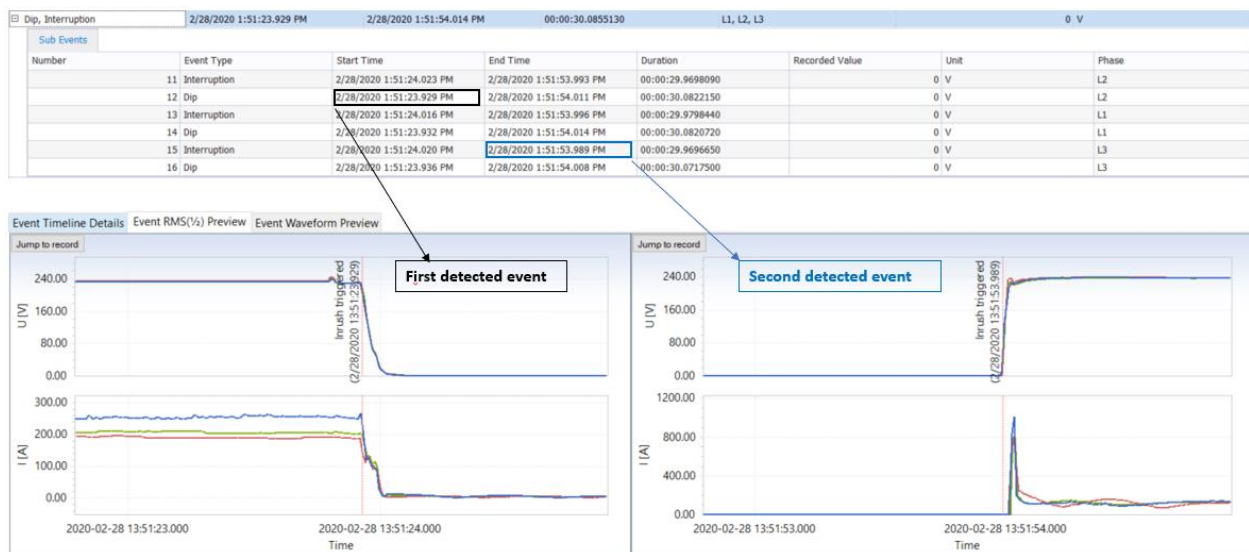 Dip, Interruption 2/28/2020 1:51:23.929 PM 2/28/2020 1:51:54.014 PM 00:00:30.0855130 L1, L2, L3 0 V
Sub Events
Number Event Type Start Time End Time Duration Recorded Value Unit Phase
11 Interruption 2/28/2020 1:51:24.023 PM 2/28/2020 1:51:53.993 PM 00:00:29.9698090 0 V L2
12 Dip 2/28/2020 1:51:23.929 PM 2/28/2020 1:51:54.011 PM 00:00:30.0822150 0 V L2
13 Interruption 2/28/2020 1:51:24.016 PM 2/28/2020 1:51:53.996 PM 00:00:29.9798440 0 V L1
14 Dip 2/28/2020 1:51:23.932 PM 2/28/2020 1:51:54.014 PM 00:00:30.0820720 0 V L1
15 Interruption 2/28/2020 1:51:24.020 PM 2/28/2020 1:51:53.989 PM 00:00:29.9696650 0 V L3
16 Dip 2/28/2020 1:51:23.936 PM 2/28/2020 1:51:54.008 PM 00:00:30.0717500 0 V L3
Event Timeline Details Event RMS(½) Preview Event Waveform Preview
Jump to record
U [V]
240.00
160.00
80.00
0.00
Inrush triggered
(2/28/2020 13:51:23.929)
First detected event
I [A]
300.00
200.00
100.00
0.00
2020-02-28 13:51:23.000 2020-02-28 13:51:24.000
Time
Jump to record
U [V]
240.00
160.00
80.00
0.00
Inrush triggered
(2/28/2020 13:51:53.989)
Second detected event
I [A]
1200.00
800.00
400.00
0.00
2020-02-28 13:51:53.000 2020-02-28 13:51:54.000
Time